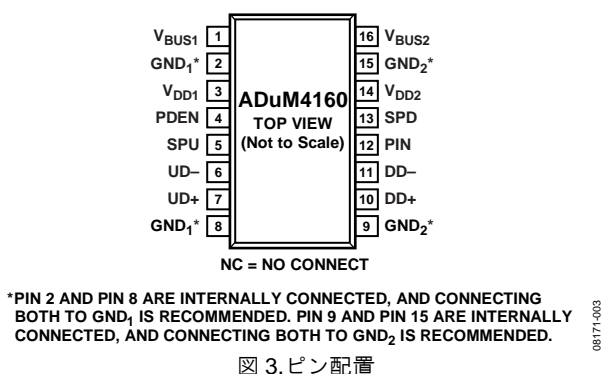 VBUS1 1 16 VBUS2
GND1* 2 15 GND2*
VDD1 3 14 VDD2
ADuM4160
PDEN 4 TOP VIEW 13 SPD
SPU 5 (Not to Scale) 12 PIN
UD– 6 11 DD–
UD+ 7 10 DD+
GND1* 8 9 GND2*
NC = NO CONNECT
*PIN 2 AND PIN 8 ARE INTERNALLY CONNECTED, AND CONNECTING
BOTH TO GND1 IS RECOMMENDED. PIN 9 AND PIN 15 ARE INTERNALLY
CONNECTED, AND CONNECTING BOTH TO GND2 IS RECOMMENDED.
08171-003
図 3.ピン配置